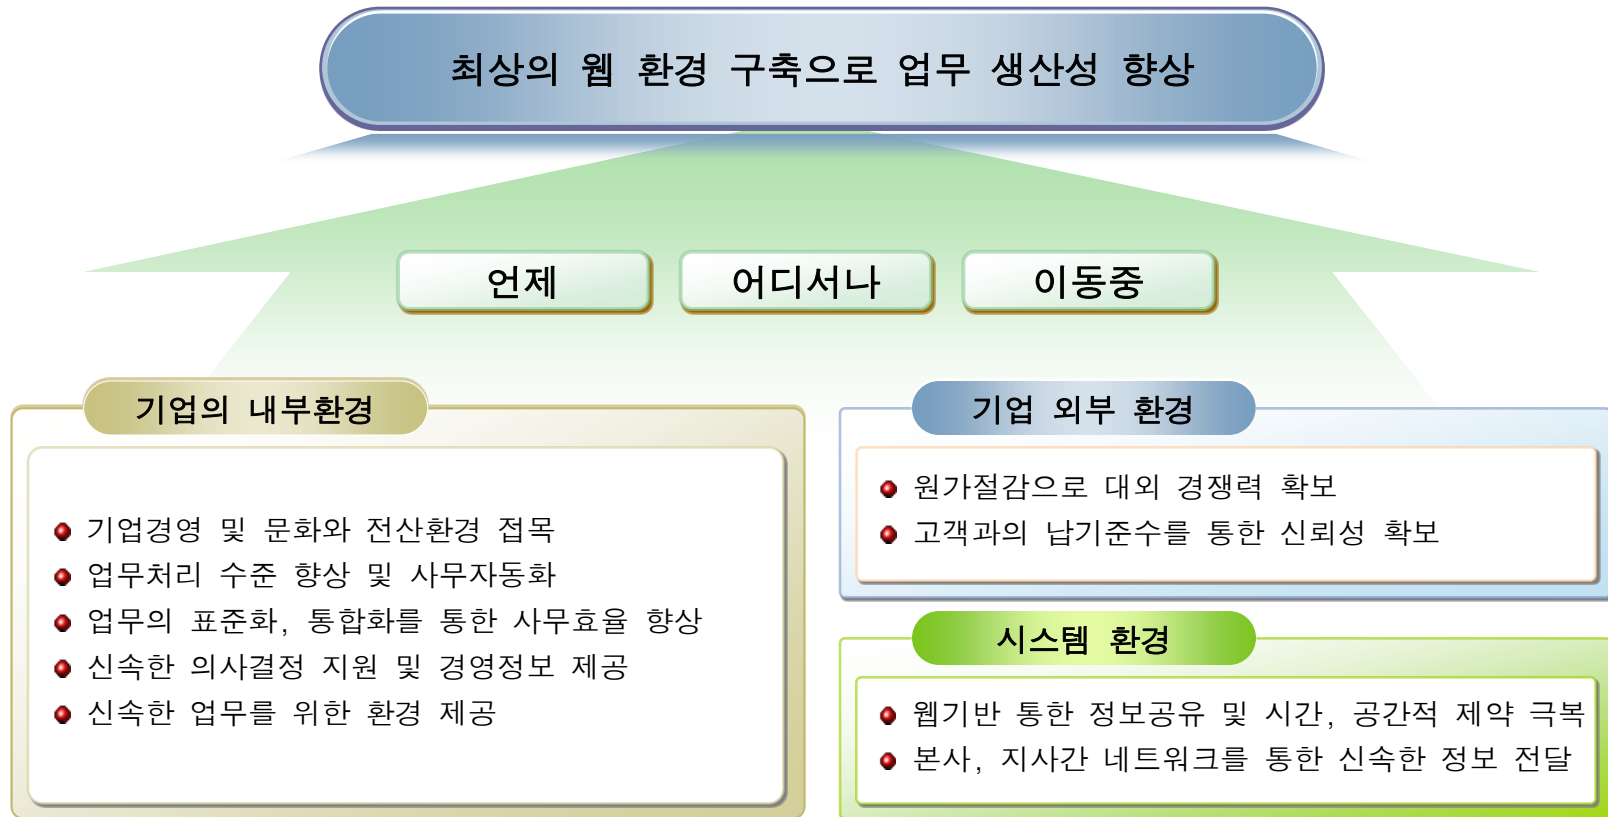 최상의 웹 환경 구축으로 업무 생산성 향상
언제
어디서나
이동중
기업의 내부환경
기업경영 및 문화와 전산환경 접목
업무처리 수준 향상 및 사무자동화
업무의 표준화, 통합화를 통한 사무효율 향상
신속한 의사결정 지원 및 경영정보 제공
신속한 업무를 위한 환경 제공
기업 외부 환경
원가절감으로 대외 경쟁력 확보
고객과의 납기준수를 통한 신뢰성 확보
시스템 환경
웹기반 통한 정보공유 및 시간, 공간적 제약 극복
본사, 지사간 네트워크를 통한 신속한 정보 전달